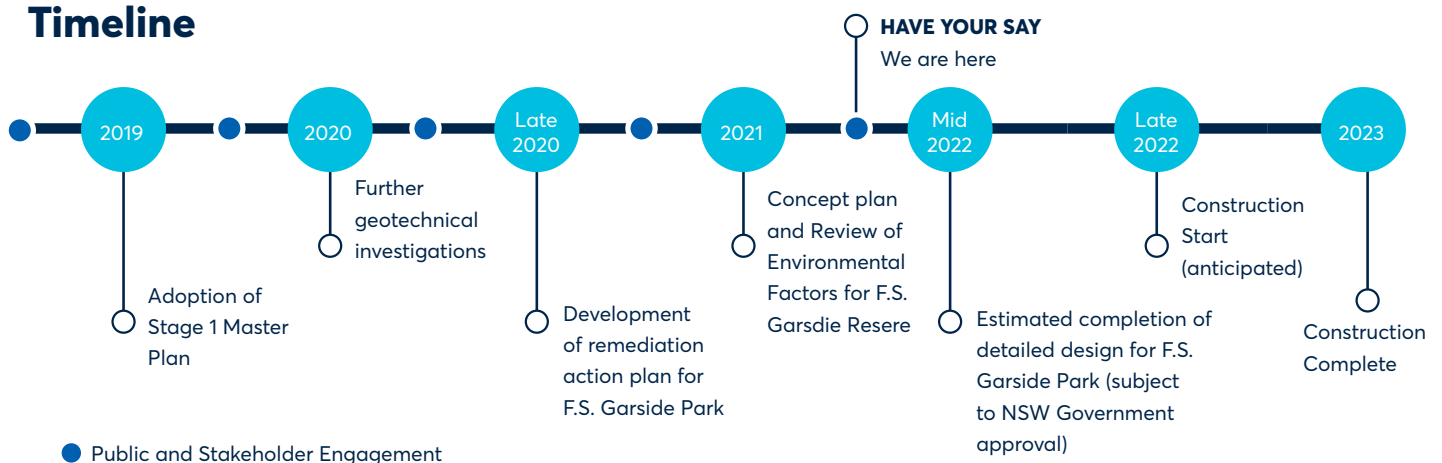 Timeline
HAVE YOUR SAY
We are here
2019
2020
Late
2020
2021
Mid
2022
Late
2022
2023
Adoption of
Stage 1 Master
Plan
Further
geotechnical
investigations
Development
of remediation
action plan for
F.S. Garside Park
Concept plan
and Review of
Environmental
Factors for F.S.
Garsdie Resere
Estimated completion of
detailed design for F.S.
Garside Park (subject
to NSW Government
approval)
Construction
Start
(anticipated)
Construction
Complete
Public and Stakeholder Engagement